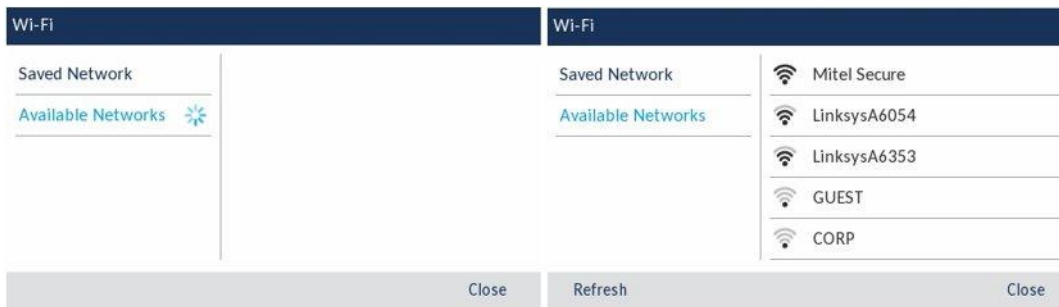 Wi-Fi
Saved Network
Available Networks
Close
Wi-Fi
Saved Network
Available Networks
Mitel Secure
LinksysA6054
LinksysA6353
GUEST
CORP
Refresh
Close